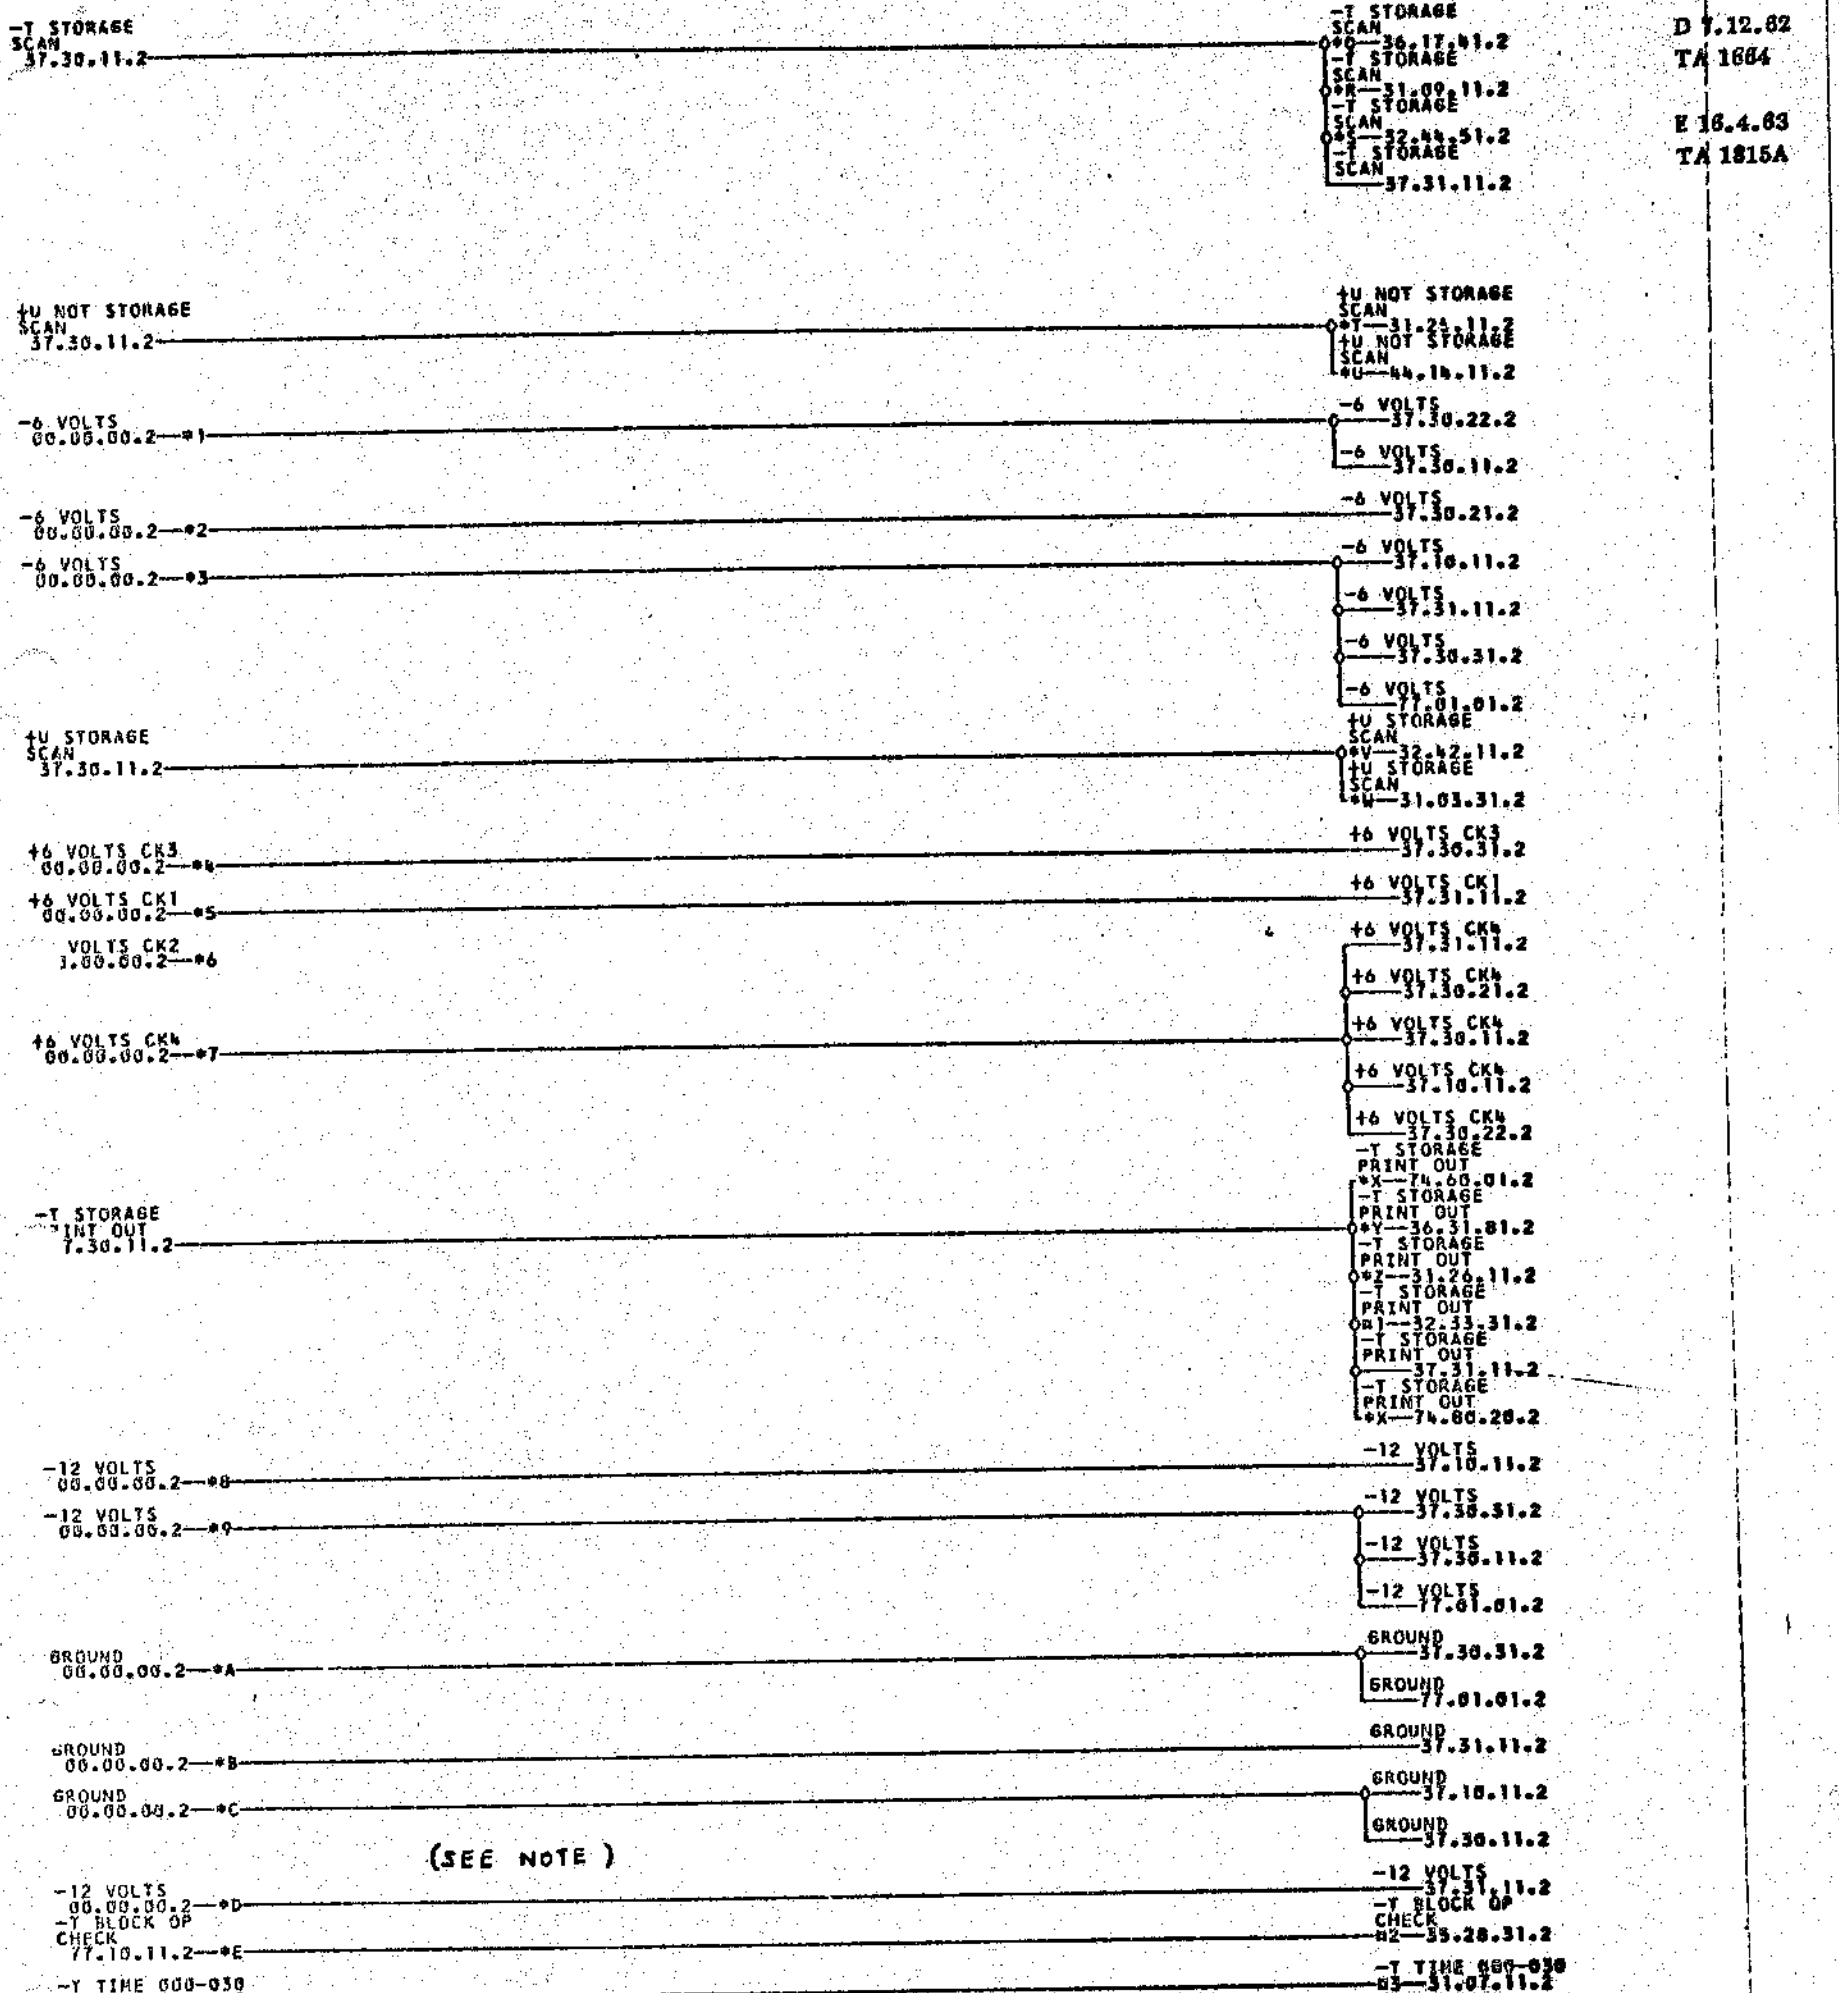 -T STORAGE
SCAN
37.30.11.2
-T STORAGE
SCAN
36.17.41.2
-T STORAGE
SCAN
*R—31.09.11.2
-T STORAGE
SCAN
*S—32.44.51.2
-T STORAGE
SCAN
37.31.11.2
D 7.12.62
TA 1664
E 16.4.63
TA 1815A
+U NOT STORAGE
SCAN
37.30.11.2
+U NOT STORAGE
SCAN
*T—31.24.11.2
+U NOT STORAGE
SCAN
*U—44.14.11.2
-6 VOLTS
00.00.00.2—*1
-6 VOLTS
37.30.22.2
-6 VOLTS
37.30.11.2
-6 VOLTS
00.00.00.2—*2
-6 VOLTS
37.30.21.2
-6 VOLTS
00.00.00.2—*3
-6 VOLTS
37.10.11.2
-6 VOLTS
37.31.11.2
-6 VOLTS
37.30.31.2
-6 VOLTS
77.01.01.2
+U STORAGE
SCAN
37.30.11.2
+U STORAGE
SCAN
*V—32.42.11.2
+U STORAGE
SCAN
*W—31.03.31.2
+6 VOLTS CK3
00.00.00.2—*4
+6 VOLTS CK3
37.30.31.2
+6 VOLTS CK1
00.00.00.2—*5
+6 VOLTS CK1
37.31.11.2
VOLTS CK2
.00.00.2—*6
+6 VOLTS CK4
37.31.11.2
+6 VOLTS CK4
37.30.21.2
+6 VOLTS CK4
00.00.00.2—*7
+6 VOLTS CK4
37.30.11.2
+6 VOLTS CK4
37.10.11.2
+6 VOLTS CK4
37.30.22.2
-T STORAGE
INT OUT
7.30.11.2
-T STORAGE
PRINT OUT
*X—74.60.01.2
-T STORAGE
PRINT OUT
*Y—36.31.81.2
-T STORAGE
PRINT OUT
*Z—31.26.11.2
-T STORAGE
PRINT OUT
¤1—32.33.31.2
-T STORAGE
PRINT OUT
37.31.11.2
-T STORAGE
PRINT OUT
*X—74.60.20.2
-12 VOLTS
00.00.00.2—*8
-12 VOLTS
37.10.11.2
-12 VOLTS
00.00.00.2—*9
-12 VOLTS
37.30.31.2
-12 VOLTS
37.30.11.2
-12 VOLTS
77.01.01.2
GROUND
00.00.00.2—*A
GROUND
37.30.31.2
GROUND
77.01.01.2
GROUND
00.00.00.2—*B
GROUND
37.31.11.2
GROUND
00.00.00.2—*C
GROUND
37.10.11.2
GROUND
37.30.11.2
(SEE NOTE)
-12 VOLTS
00.00.00.2—*D
-12 VOLTS
37.31.11.2
-T BLOCK OP
CHECK
77.10.11.2—*E
-T BLOCK OP
CHECK
¤2—35.20.31.2
-T TIME 000-030
-T TIME 000-030
¤3—31.07.11.2